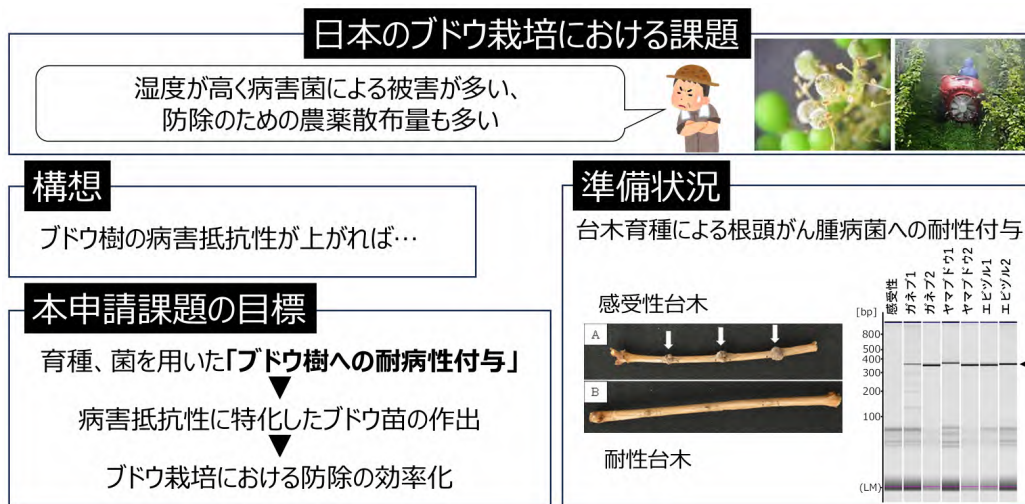 日本のブドウ栽培における課題
湿度が高く病害菌による被害が多い、
防除のための農薬散布量も多い
構想
ブドウ樹の病害抵抗性が上がれば…
本申請課題の目標
育種、菌を用いた「ブドウ樹への耐病性付与」
▼
病害抵抗性に特化したブドウ苗の作出
▼
ブドウ栽培における防除の効率化
準備状況
台木育種による根頭がん腫病菌への耐性付与
感受性台木
A
B
耐性台木
感受性
ガネブ1
ガネブ2
ヤマブドウ1
ヤマブドウ2
エビヅル1
エビヅル2
[bp]
800
500
400
300
200
100
(LM)